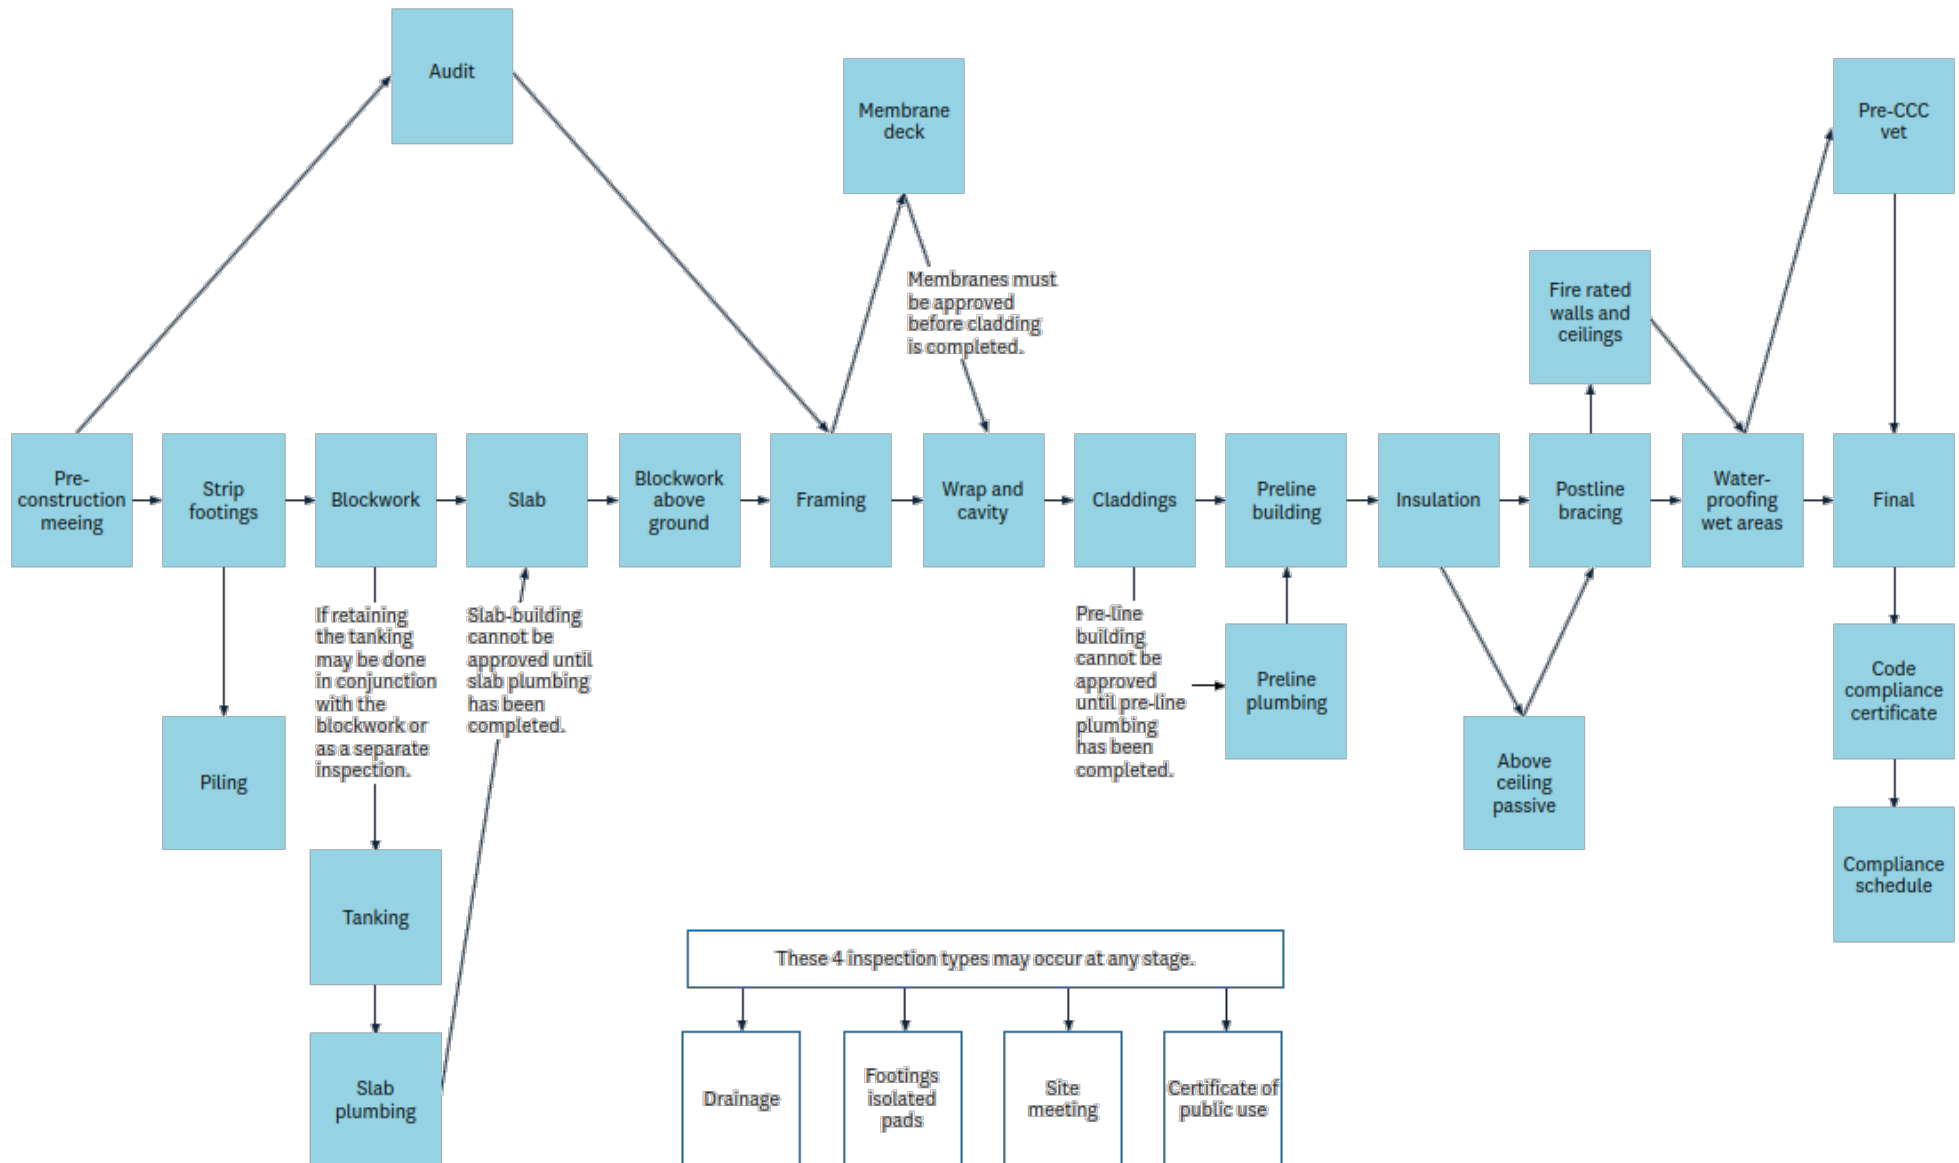 Audit
Membrane
deck
Pre-CCC
vet
Membranes must
be approved
before cladding
is completed.
Fire rated
walls and
ceilings
Pre-
construction
meeing
Strip
footings
Blockwork
Slab
Blockwork
above
ground
Framing
Wrap and
cavity
Claddings
Preline
building
Insulation
Postline
bracing
Water-
proofing
wet areas
Final
If retaining
the tanking
may be done
in conjunction
with the
blockwork or
as a separate
inspection.
Slab-building
cannot be
approved until
slab plumbing
has been
completed.
Pre-line
building
cannot be
approved
until pre-line
plumbing
has been
completed.
Preline
plumbing
Code
compliance
certificate
Piling
Above
ceiling
passive
Compliance
schedule
Tanking
Slab
plumbing
These 4 inspection types may occur at any stage.
Drainage
Footings
isolated
pads
Site
meeting
Certificate of
public use